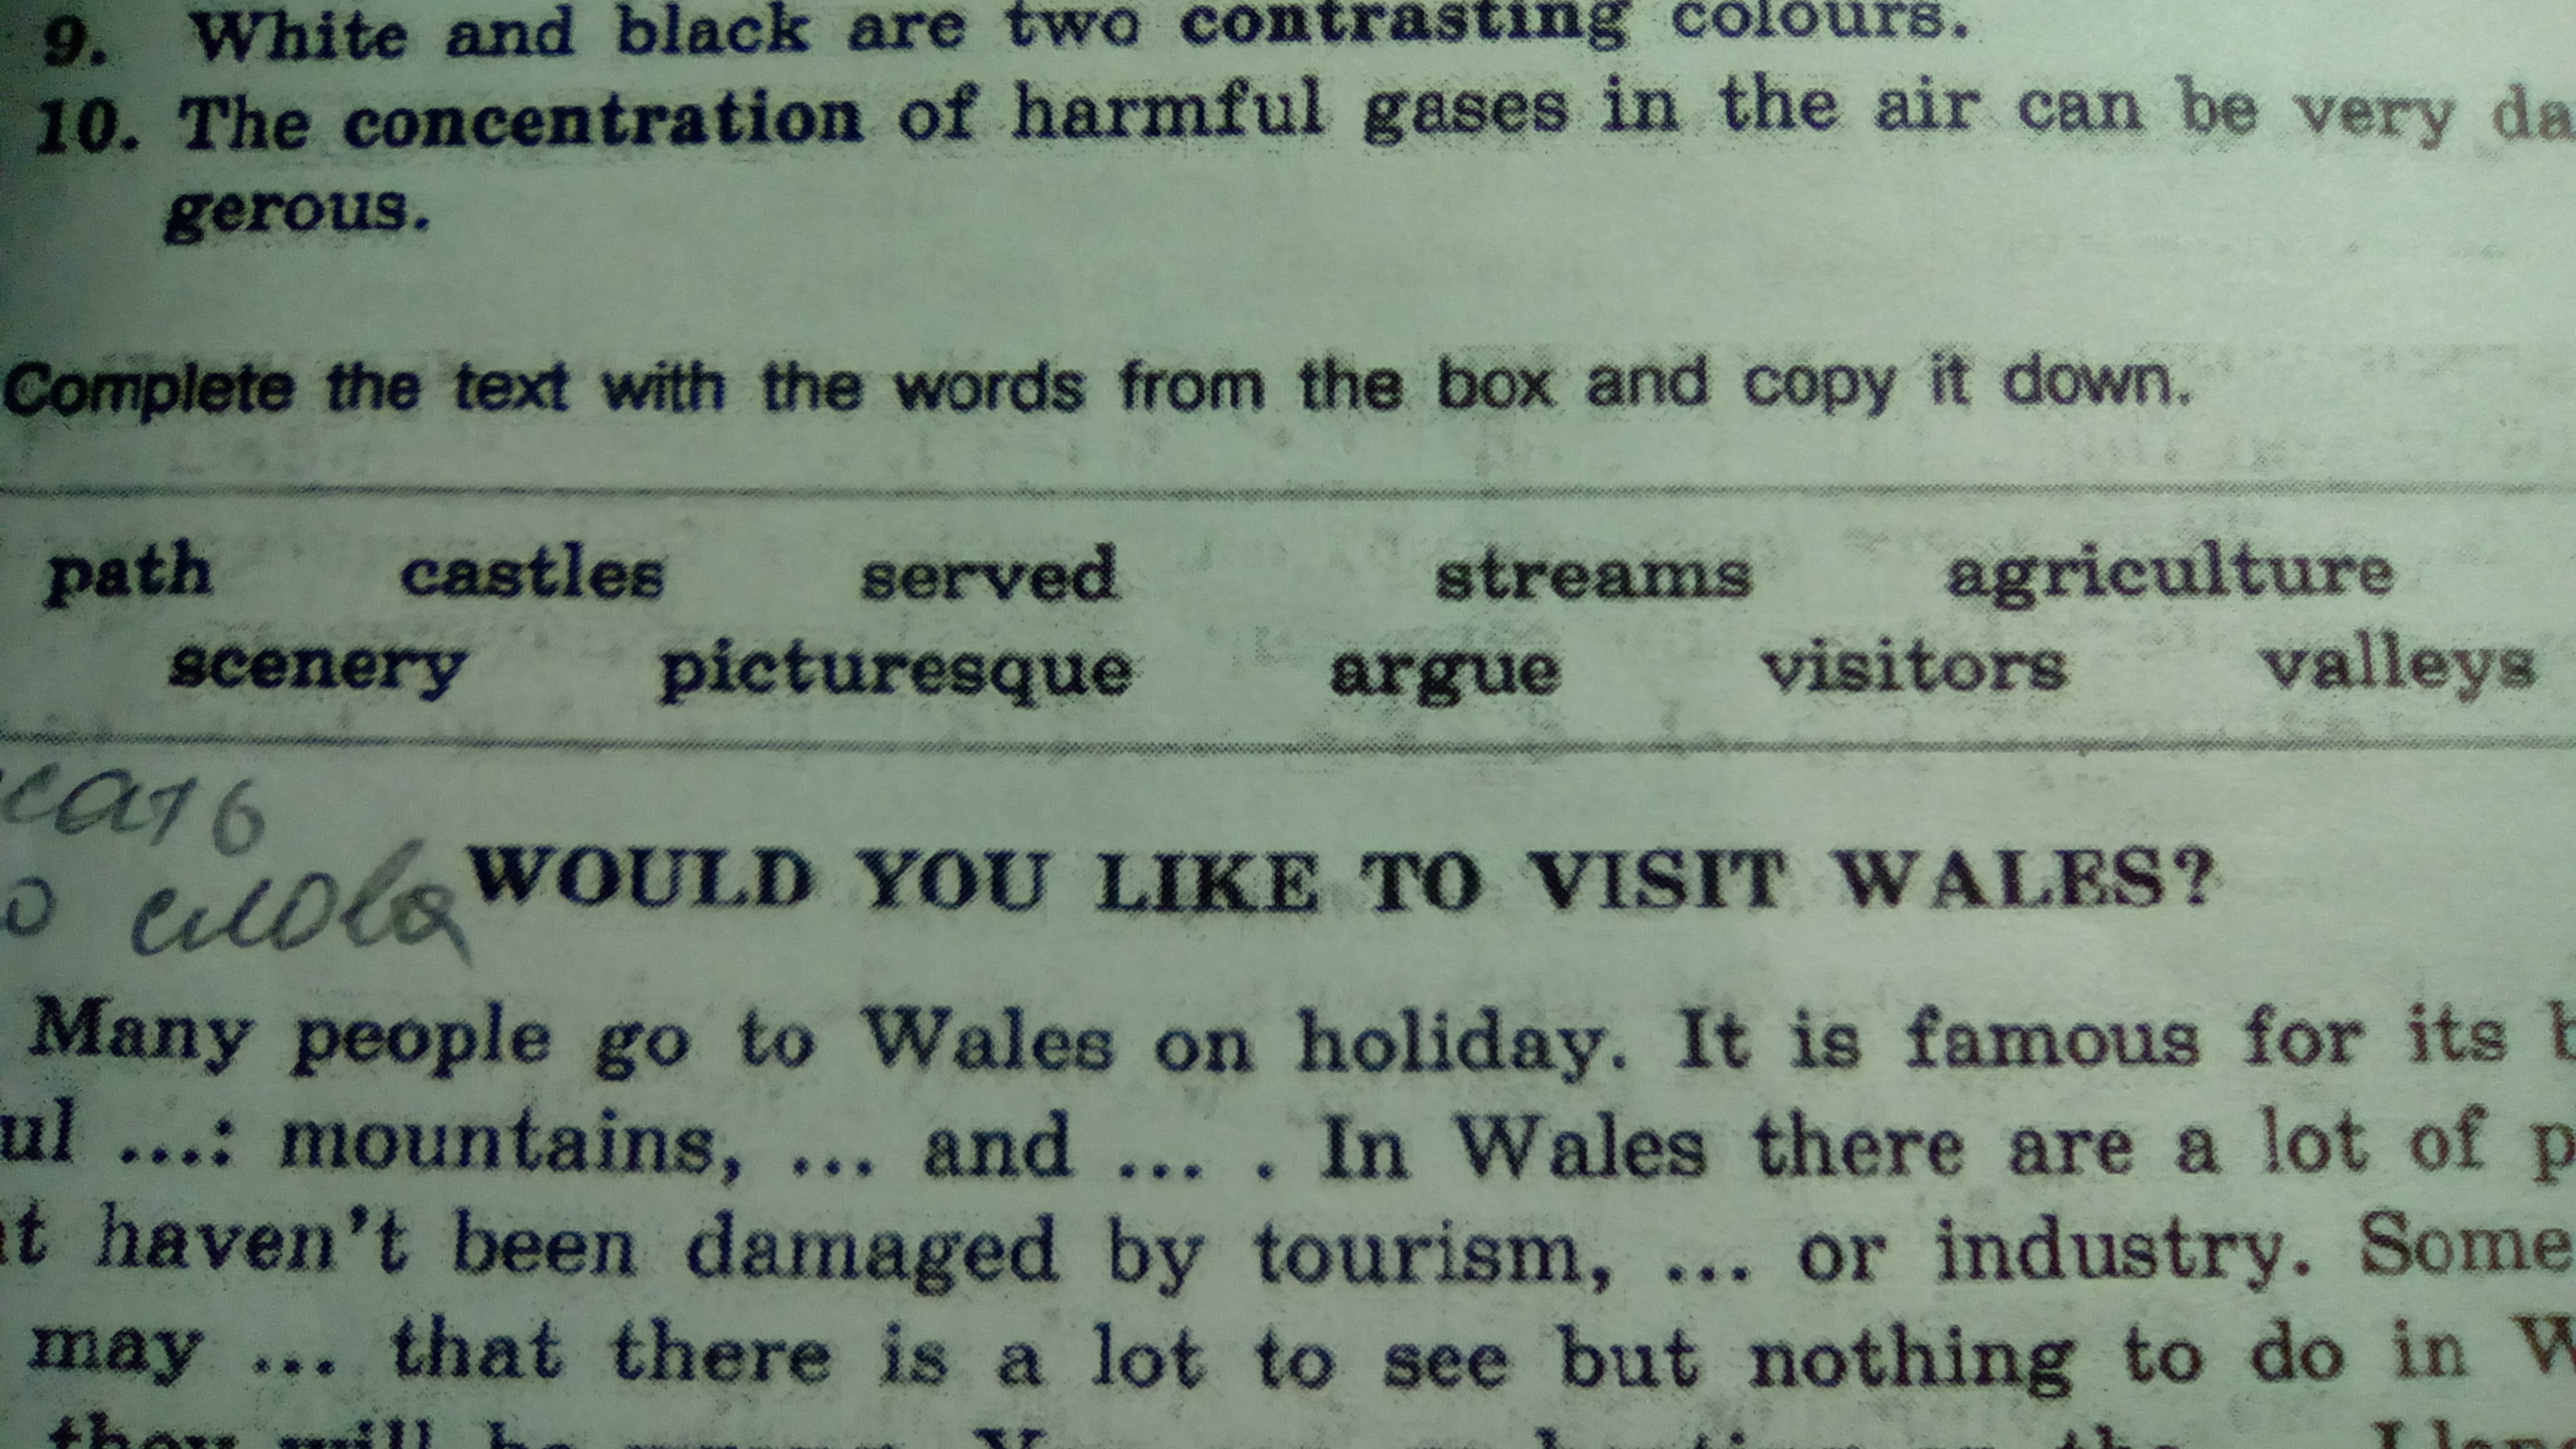 9. White and black are two contrasting colours.
10. The concentration of harmful gases in the air can be very da
gerous.
Complete the text with the words from the box and copy it down.
path castles served streams agriculture
scenery picturesque argue visitors valleys
слова
WOULD YOU LIKE TO VISIT WALES?
Many people go to Wales on holiday. It is famous for its b
ul ...: mountains, ... and ... . In Wales there are a lot of p
t haven't been damaged by tourism, ... or industry. Some
may ... that there is a lot to see but nothing to do in W
they will be